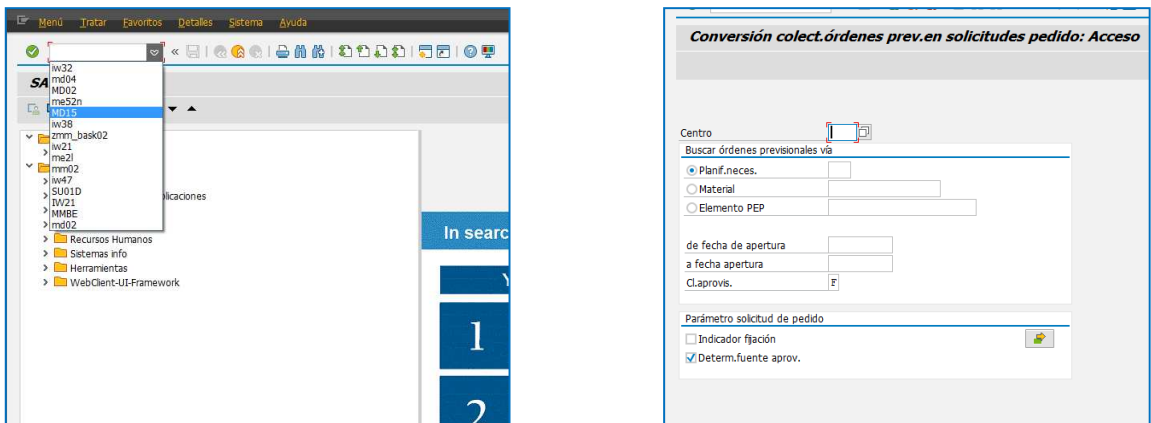 Menú Tratar Favoritos Detalles Sistema Ayuda
iw32
md04
MD02
me52n
MD15
iw38
zmm_bask02
iw21
me2l
mm02
iw47
SU01D
IW21
MMBE
md02
SA
licaciones
Recursos Humanos
Sistemas info
Herramientas
WebClient-UI-Framework
In searc
Y
1
2
Conversión colect.órdenes prev.en solicitudes pedido: Acceso
Centro
Buscar órdenes previsionales vía
Planif.neces.
Material
Elemento PEP
de fecha de apertura
a fecha apertura
Cl.aprovis. F
Parámetro solicitud de pedido
Indicador fijación
Determ.fuente aprov.